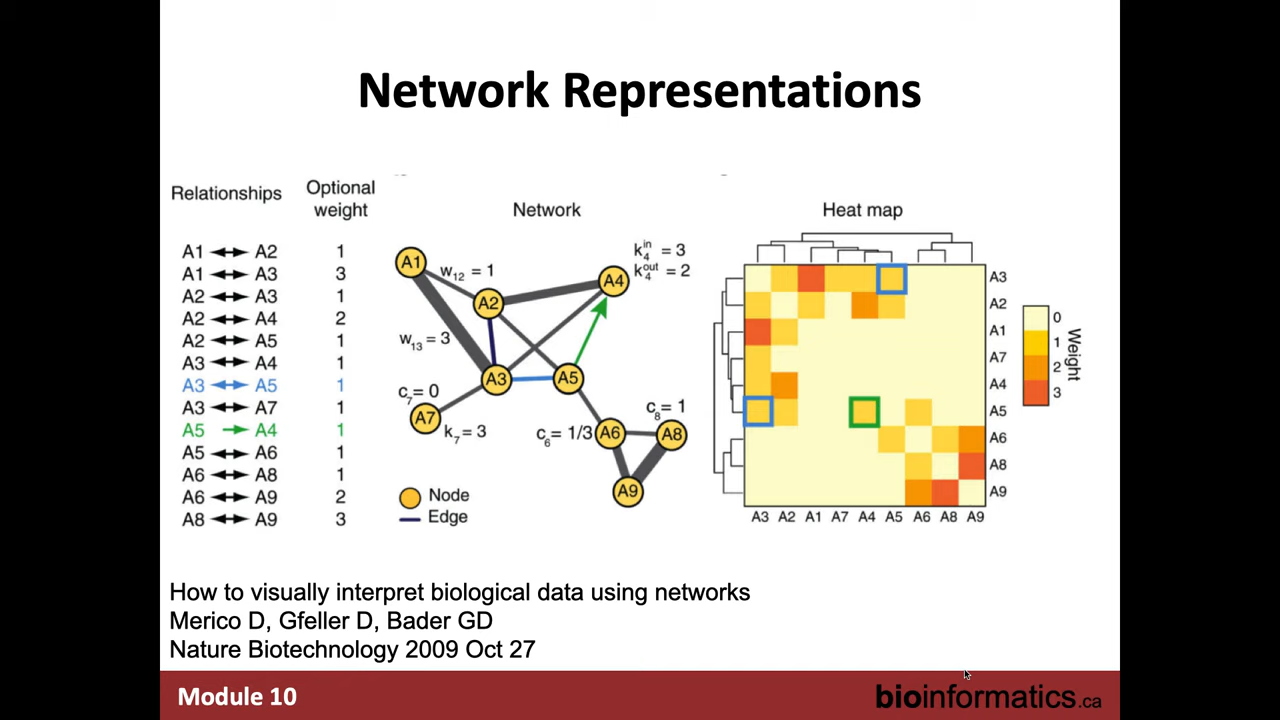 Network Representations
Relationships
Optional
weight
A1 ↔ A2 1
A1 ↔ A3 3
A2 ↔ A3 1
A2 ↔ A4 2
A2 ↔ A5 1
A3 ↔ A4 1
A3 ↔ A5 1
A3 ↔ A7 1
A5 → A4 1
A5 ↔ A6 1
A6 ↔ A8 1
A6 ↔ A9 2
A8 ↔ A9 3
Network
A1
w12 = 1
k4in = 3
k4out = 2
A4
A2
w13 = 3
A3
A5
c7 = 0
A7
k7 = 3
c8 = 1
c6 = 1/3
A6
A8
A9
Node
Edge
Heat map
A3
A2
A1
A7
A4
A5
A6
A8
A9
A3 A2 A1 A7 A4 A5 A6 A8 A9
0
1
2
3
Weight
How to visually interpret biological data using networks
Merico D, Gfeller D, Bader GD
Nature Biotechnology 2009 Oct 27
Module 10
bioinformatics.ca